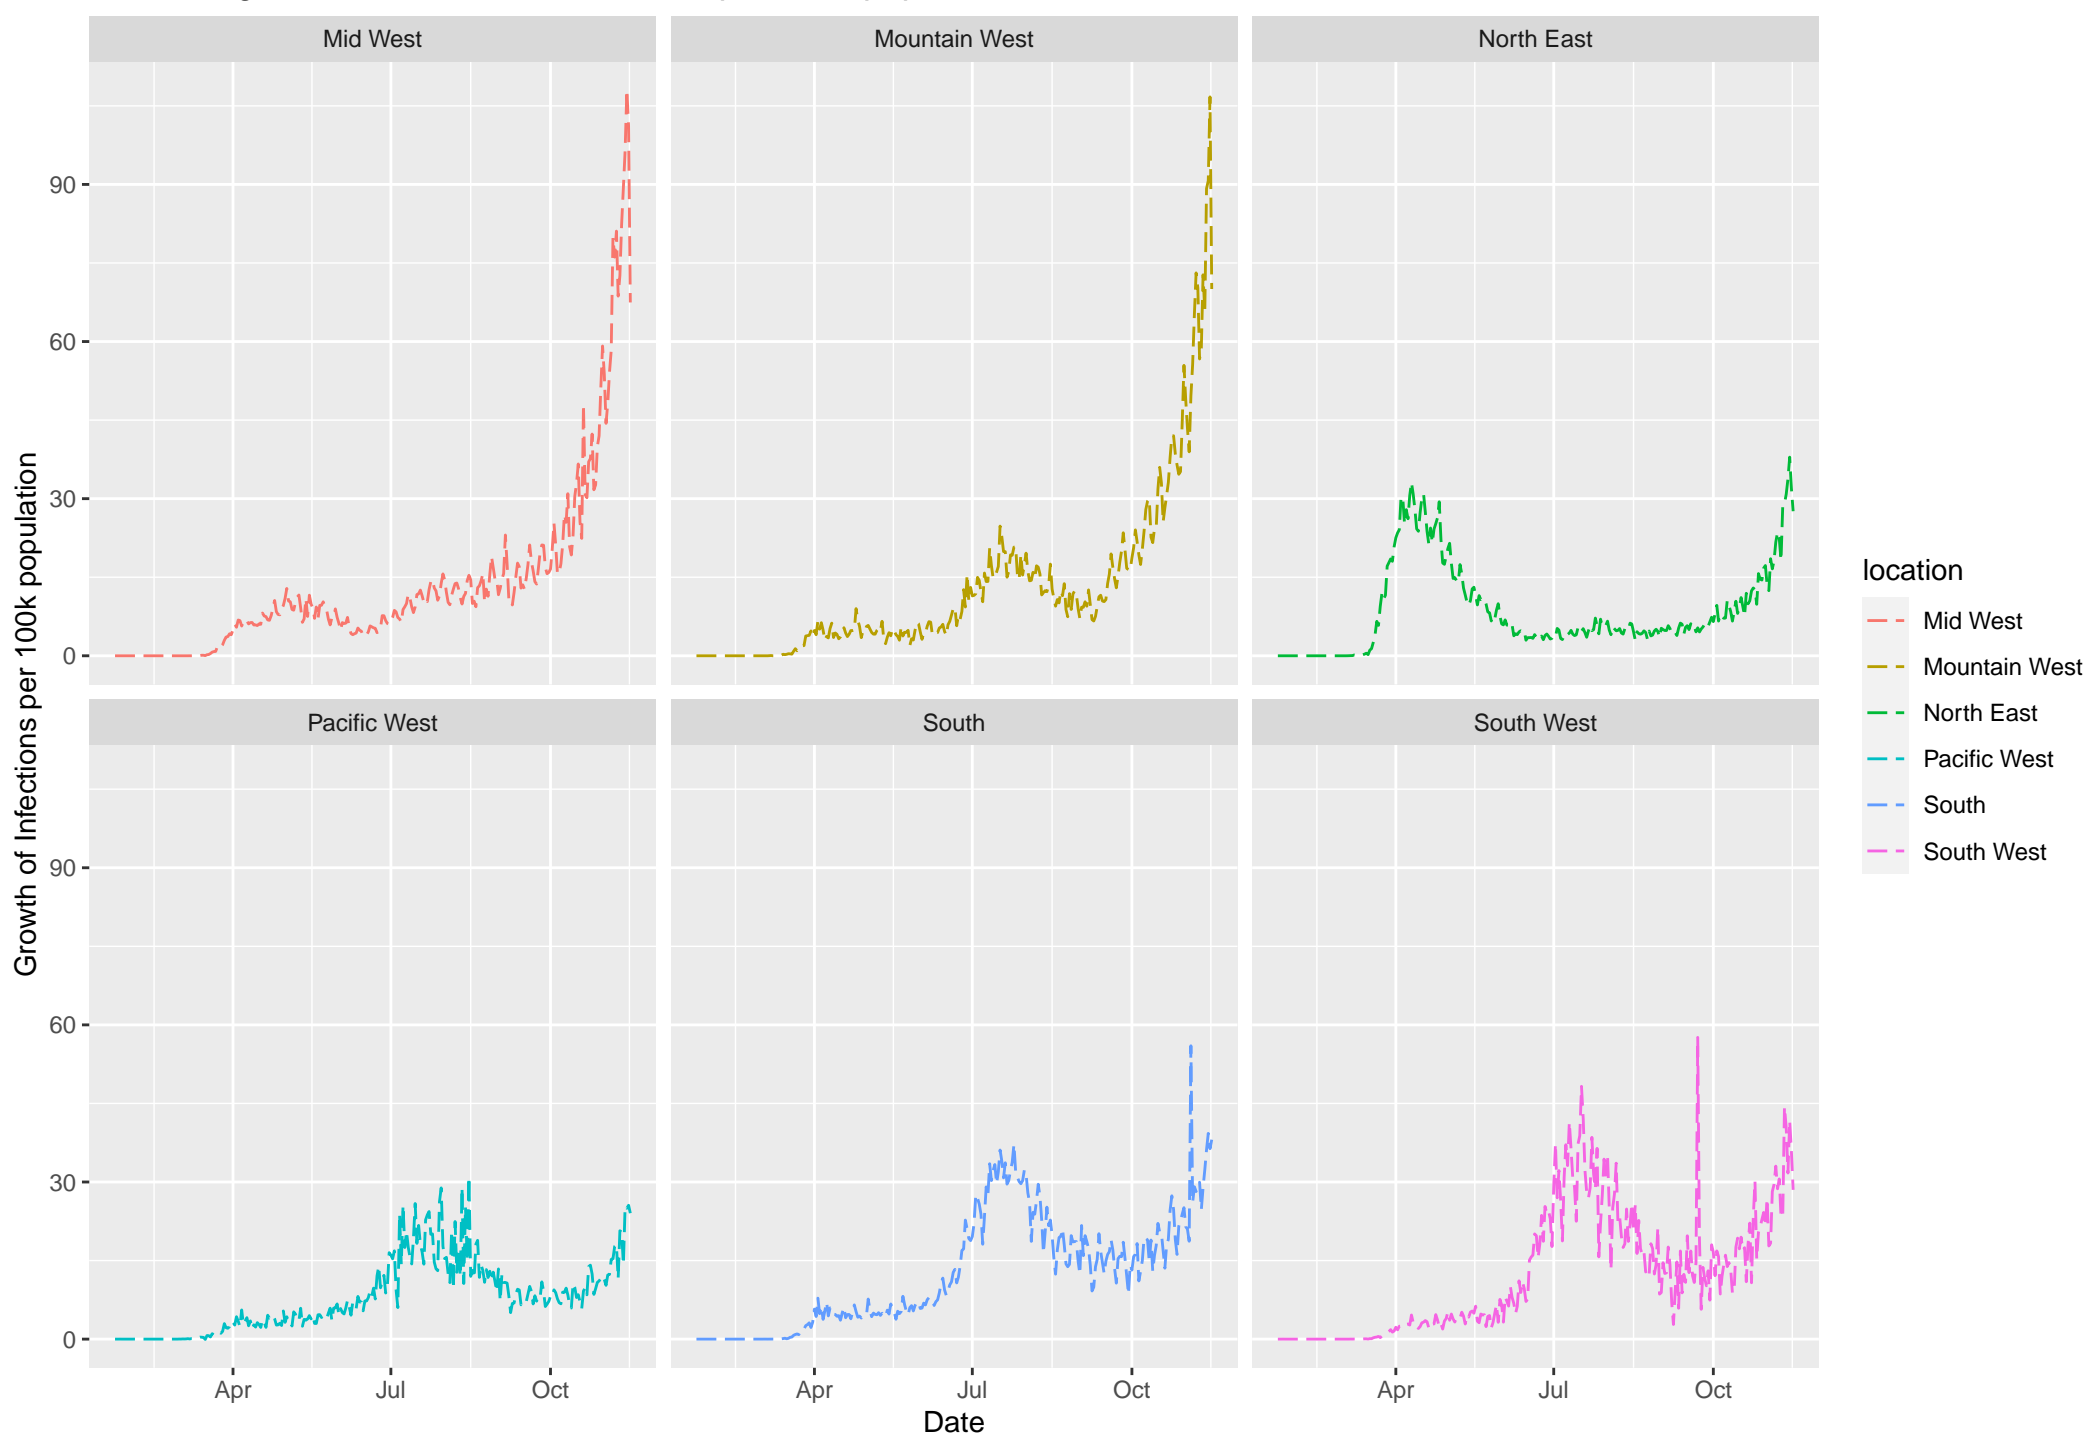 Mid West
Mountain West
North East
90
60
30
0
Pacific West
South
South West
90
60
30
0
Apr
Jul
Oct
Apr
Jul
Oct
Apr
Jul
Oct
Date
Growth of Infections per 100k population
location
Mid West
Mountain West
North East
Pacific West
South
South West